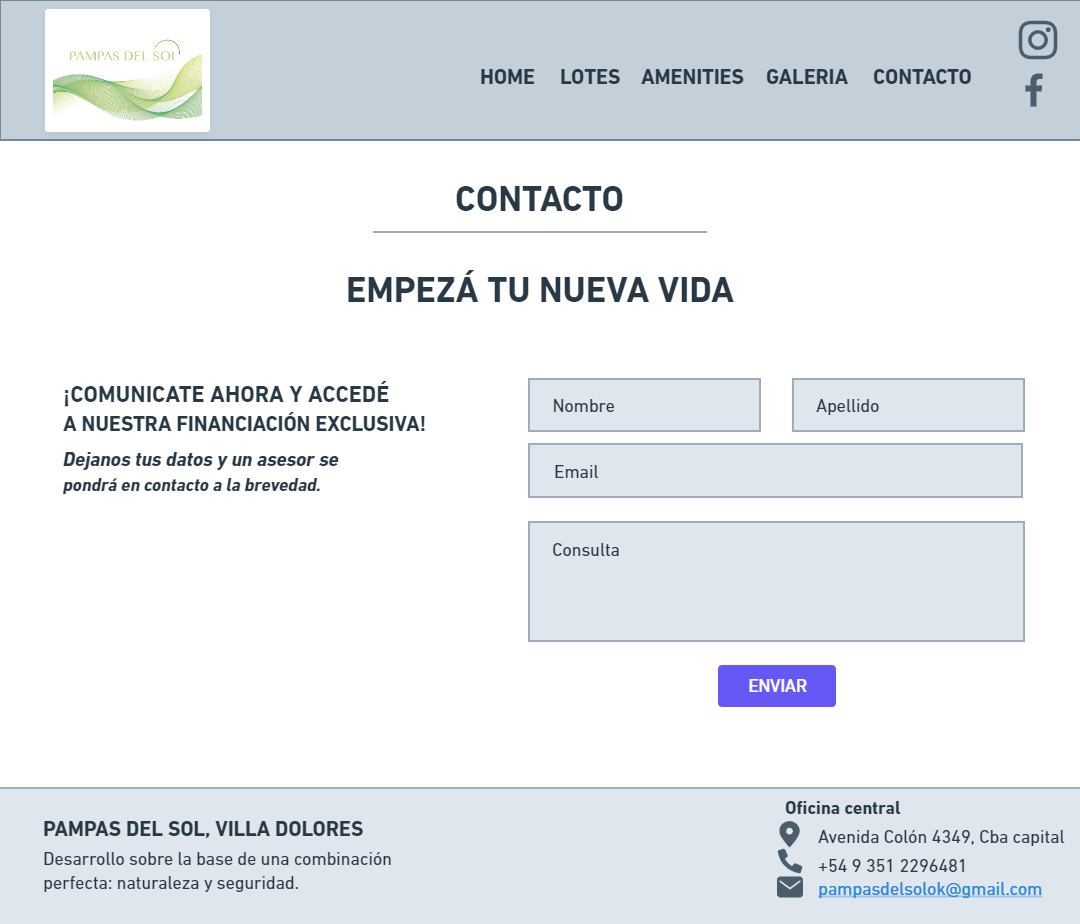 PAMPAS DEL SOL
HOME LOTES AMENITIES GALERIA CONTACTO
CONTACTO
EMPEZÁ TU NUEVA VIDA
¡COMUNICATE AHORA Y ACCEDÉ
A NUESTRA FINANCIACIÓN EXCLUSIVA!
Dejanos tus datos y un asesor se
pondrá en contacto a la brevedad.
Nombre
Apellido
Email
Consulta
ENVIAR
PAMPAS DEL SOL, VILLA DOLORES
Desarrollo sobre la base de una combinación
perfecta: naturaleza y seguridad.
Oficina central
Avenida Colón 4349, Cba capital
+54 9 351 2296481
pampasdelsolok@gmail.com